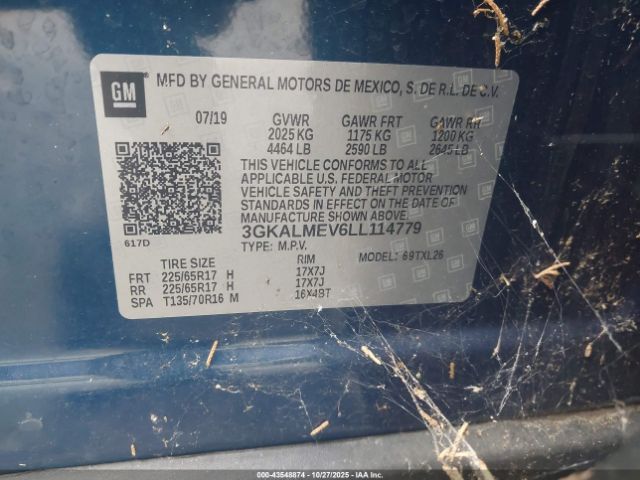 GM
MFD BY GENERAL MOTORS DE MEXICO, S. DE R.L. DE C.V.
07/19 GVWR GAWR FRT GAWR RR
2025 KG 1175 KG 1200 KG
4464 LB 2590 LB 2645 LB
THIS VEHICLE CONFORMS TO ALL
APPLICABLE U.S. FEDERAL MOTOR
VEHICLE SAFETY AND THEFT PREVENTION
STANDARDS IN EFFECT ON THE DATE OF
MANUFACTURE SHOWN ABOVE.
3GKALMEV6LL114779
617D
TYPE: M.P.V. MODEL: 69TXL26
TIRE SIZE RIM
FRT 225/65R17 H 17X7J
RR 225/65R17 H 17X7J
SPA T135/70R16 M 16X4BT
000-43548874 - 10/27/2025 - IAAI.COM